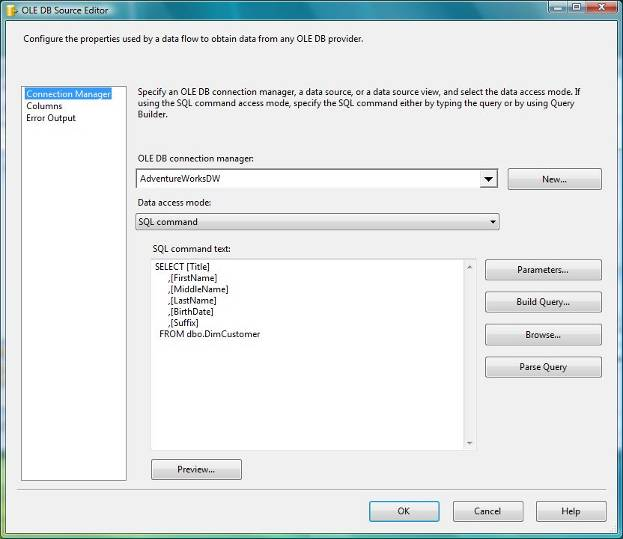 OLE DB Source Editor
Configure the properties used by a data flow to obtain data from any OLE DB provider.
Connection Manager
Columns
Error Output
Specify an OLE DB connection manager, a data source, or a data source view, and select the data access mode. If
using the SQL command access mode, specify the SQL command either by typing the query or by using Query
Builder.
OLE DB connection manager:
AdventureWorksDW
New...
Data access mode:
SQL command
SQL command text:
SELECT [Title]
,[FirstName]
,[MiddleName]
,[LastName]
,[BirthDate]
,[Suffix]
FROM dbo.DimCustomer
Parameters...
Build Query...
Browse...
Parse Query
Preview...
OK
Cancel
Help